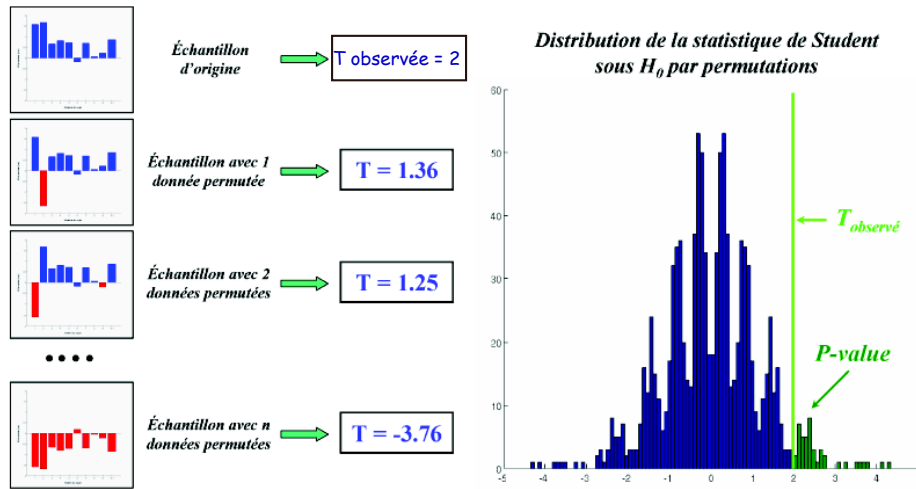 Échantillon
d'origine
T observée = 2
Échantillon avec 1
donnée permutée
T = 1.36
Échantillon avec 2
données permutées
T = 1.25
Échantillon avec n
données permutées
T = -3.76
Distribution de la statistique de Student
sous H0 par permutations
60
50
40
30
20
10
0
-5 -4 -3 -2 -1 0 1 2 3 4
Tobservé
P-value